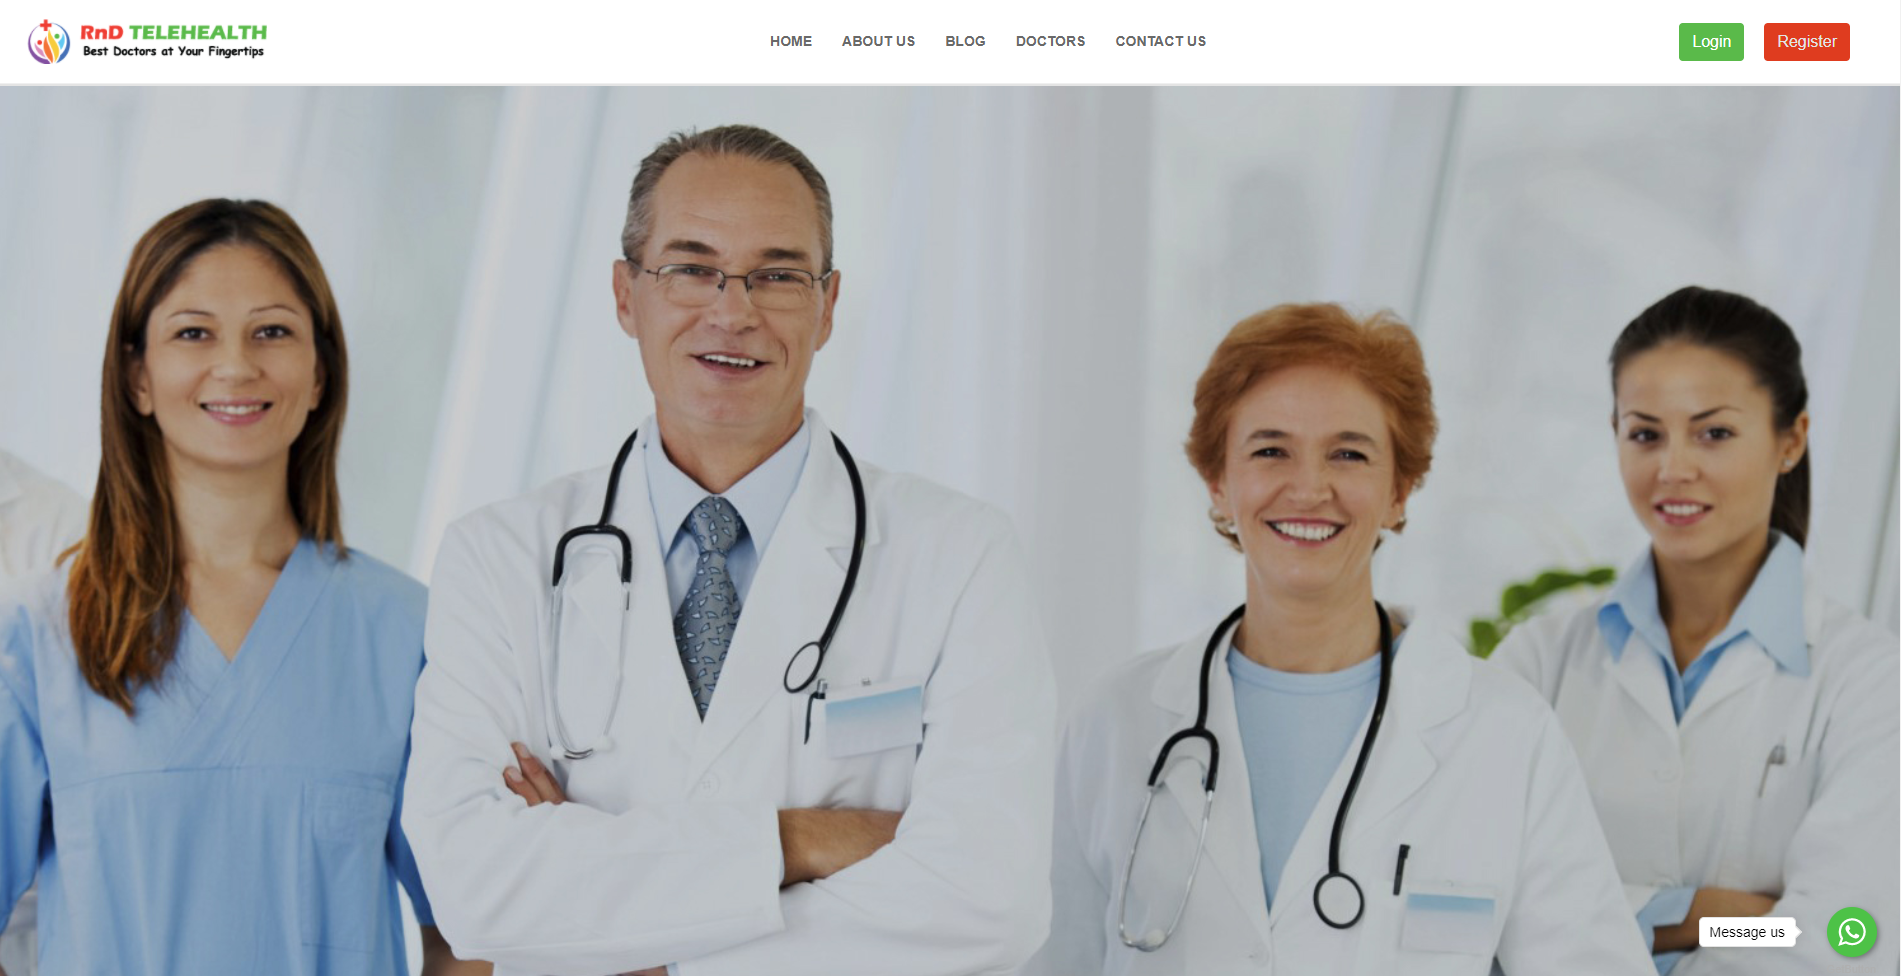 RnD TELEHEALTH
Best Doctors at Your Fingertips
HOME ABOUT US BLOG DOCTORS CONTACT US
Login Register
Message us